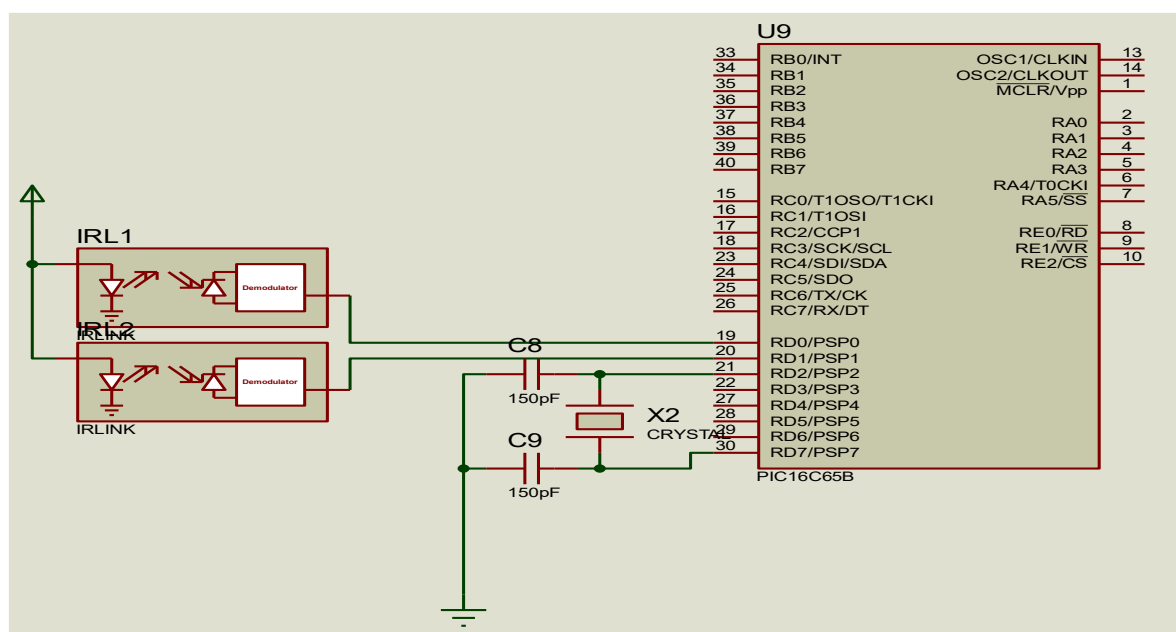 U9
33 RB0/INT OSC1/CLKIN 13
34 RB1 OSC2/CLKOUT 14
35 RB2 MCLR/Vpp 1
36 RB3
37 RB4 RA0 2
38 RB5 RA1 3
39 RB6 RA2 4
40 RB7 RA3 5
RA4/T0CKI 6
15 RC0/T1OSO/T1CKI RA5/SS 7
16 RC1/T1OSI
17 RC2/CCP1 RE0/RD 8
18 RC3/SCK/SCL RE1/WR 9
23 RC4/SDI/SDA RE2/CS 10
24 RC5/SDO
25 RC6/TX/CK
26 RC7/RX/DT
19 RD0/PSP0
20 RD1/PSP1
21 RD2/PSP2
22 RD3/PSP3
27 RD4/PSP4
28 RD5/PSP5
29 RD6/PSP6
30 RD7/PSP7
PIC16C65B
IRL1
Demodulator
IRLINK
IRL2
Demodulator
IRLINK
C8
150pF
X2
CRYSTAL
C9
150pF